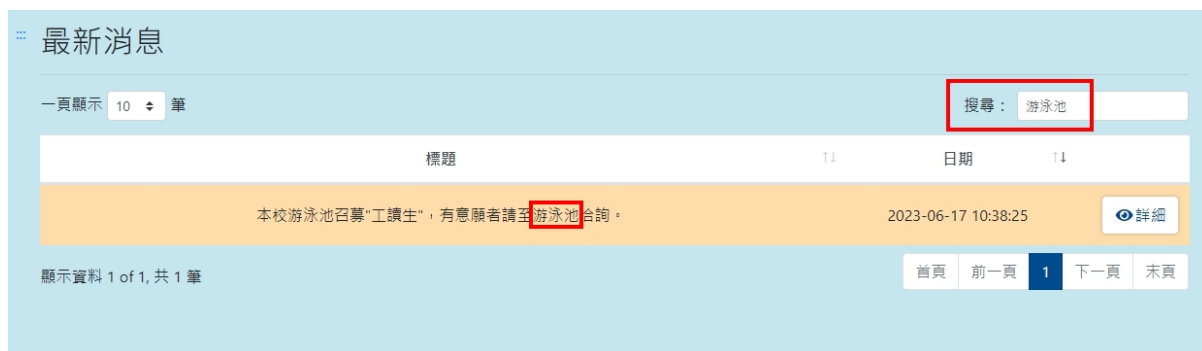 最新消息
一頁顯示 10 筆 搜尋： 游泳池
標題 日期
本校游泳池召募"工讀生"，有意願者請至游泳池洽詢。 2023-06-17 10:38:25 詳細
顯示資料 1 of 1, 共 1 筆 首頁 前一頁 1 下一頁 末頁